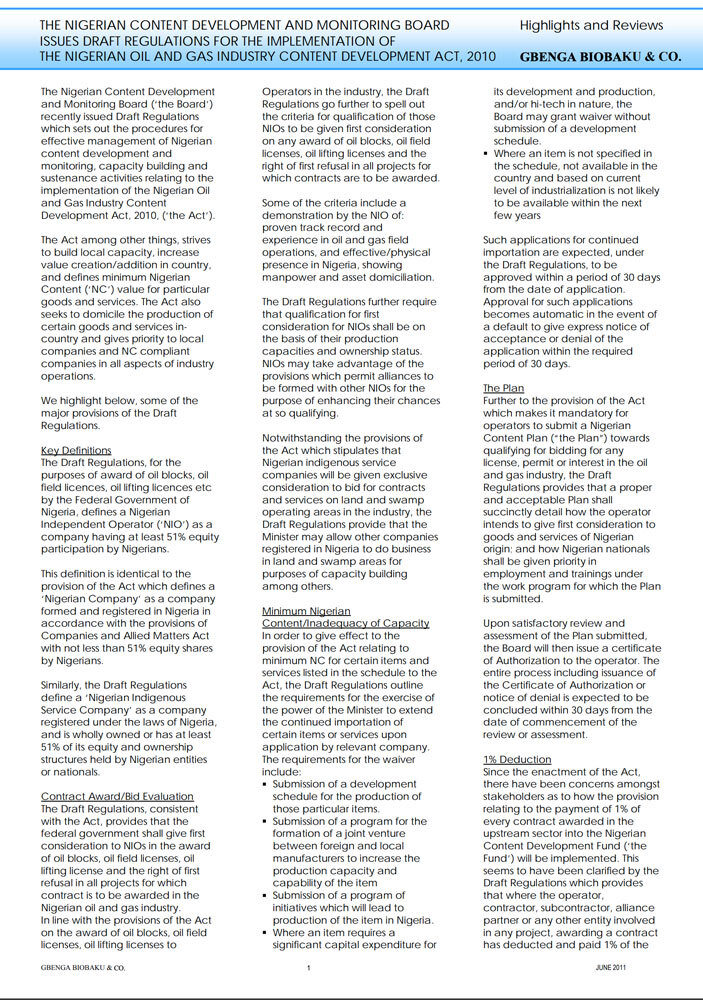 THE NIGERIAN CONTENT DEVELOPMENT AND MONITORING BOARD
ISSUES DRAFT REGULATIONS FOR THE IMPLEMENTATION OF
THE NIGERIAN OIL AND GAS INDUSTRY CONTENT DEVELOPMENT ACT, 2010
Highlights and Reviews
GBENGA BIOBAKU & CO.
The Nigerian Content Development
and Monitoring Board ('the Board')
recently issued Draft Regulations
which sets out the procedures for
effective management of Nigerian
content development and
monitoring, capacity building and
sustenance activities relating to the
implementation of the Nigerian Oil
and Gas Industry Content
Development Act, 2010, ('the Act').
The Act among other things, strives
to build local capacity, increase
value creation/addition in country,
and defines minimum Nigerian
Content ('NC') value for particular
goods and services. The Act also
seeks to domicile the production of
certain goods and services in-
country and gives priority to local
companies and NC compliant
companies in all aspects of industry
operations.
We highlight below, some of the
major provisions of the Draft
Regulations.
Key Definitions
The Draft Regulations, for the
purposes of award of oil blocks, oil
field licences, oil lifting licences etc
by the Federal Government of
Nigeria, defines a Nigerian
Independent Operator ('NIO') as a
company having at least 51% equity
participation by Nigerians.
This definition is identical to the
provision of the Act which defines a
'Nigerian Company' as a company
formed and registered in Nigeria in
accordance with the provisions of
Companies and Allied Matters Act
with not less than 51% equity shares
by Nigerians.
Similarly, the Draft Regulations
define a 'Nigerian Indigenous
Service Company' as a company
registered under the laws of Nigeria,
and is wholly owned or has at least
51% of its equity and ownership
structures held by Nigerian entities
or nationals.
Contract Award/Bid Evaluation
The Draft Regulations, consistent
with the Act, provides that the
federal government shall give first
consideration to NIOs in the award
of oil blocks, oil field licenses, oil
lifting license and the right of first
refusal in all projects for which
contract is to be awarded in the
Nigerian oil and gas industry.
In line with the provisions of the Act
on the award of oil blocks, oil field
licenses, oil lifting licenses to
Operators in the industry, the Draft
Regulations go further to spell out
the criteria for qualification of those
NIOs to be given first consideration
on any award of oil blocks, oil field
licenses, oil lifting licenses and the
right of first refusal in all projects for
which contracts are to be awarded.
Some of the criteria include a
demonstration by the NIO of:
proven track record and
experience in oil and gas field
operations, and effective/physical
presence in Nigeria, showing
manpower and asset domiciliation.
The Draft Regulations further require
that qualification for first
consideration for NIOs shall be on
the basis of their production
capacities and ownership status.
NIOs may take advantage of the
provisions which permit alliances to
be formed with other NIOs for the
purpose of enhancing their chances
at so qualifying.
Notwithstanding the provisions of
the Act which stipulates that
Nigerian indigenous service
companies will be given exclusive
consideration to bid for contracts
and services on land and swamp
operating areas in the industry, the
Draft Regulations provide that the
Minister may allow other companies
registered in Nigeria to do business
in land and swamp areas for
purposes of capacity building
among others.
Minimum Nigerian
Content/Inadequacy of Capacity
In order to give effect to the
provision of the Act relating to
minimum NC for certain items and
services listed in the schedule to the
Act, the Draft Regulations outline
the requirements for the exercise of
the power of the Minister to extend
the continued importation of
certain items or services upon
application by relevant company.
The requirements for the waiver
include:
▪ Submission of a development
schedule for the production of
those particular items.
▪ Submission of a program for the
formation of a joint venture
between foreign and local
manufacturers to increase the
production capacity and
capability of the item
▪ Submission of a program of
initiatives which will lead to
production of the item in Nigeria.
▪ Where an item requires a
significant capital expenditure for
its development and production,
and/or hi-tech in nature, the
Board may grant waiver without
submission of a development
schedule.
▪ Where an item is not specified in
the schedule, not available in the
country and based on current
level of industrialization is not likely
to be available within the next
few years
Such applications for continued
importation are expected, under
the Draft Regulations, to be
approved within a period of 30 days
from the date of application.
Approval for such applications
becomes automatic in the event of
a default to give express notice of
acceptance or denial of the
application within the required
period of 30 days.
The Plan
Further to the provision of the Act
which makes it mandatory for
operators to submit a Nigerian
Content Plan ("the Plan") towards
qualifying for bidding for any
license, permit or interest in the oil
and gas industry, the Draft
Regulations provides that a proper
and acceptable Plan shall
succinctly detail how the operator
intends to give first consideration to
goods and services of Nigerian
origin: and how Nigerian nationals
shall be given priority in
employment and trainings under
the work program for which the Plan
is submitted.
Upon satisfactory review and
assessment of the Plan submitted,
the Board will then issue a certificate
of Authorization to the operator. The
entire process including issuance of
the Certificate of Authorization or
notice of denial is expected to be
concluded within 30 days from the
date of commencement of the
review or assessment.
1% Deduction
Since the enactment of the Act,
there have been concerns amongst
stakeholders as to how the provision
relating to the payment of 1% of
every contract awarded in the
upstream sector into the Nigerian
Content Development Fund ('the
Fund') will be implemented. This
seems to have been clarified by the
Draft Regulations which provides
that where the operator,
contractor, subcontractor, alliance
partner or any other entity involved
in any project, awarding a contract
has deducted and paid 1% of the
GBENGA BIOBAKU & CO.
1
JUNE 2011